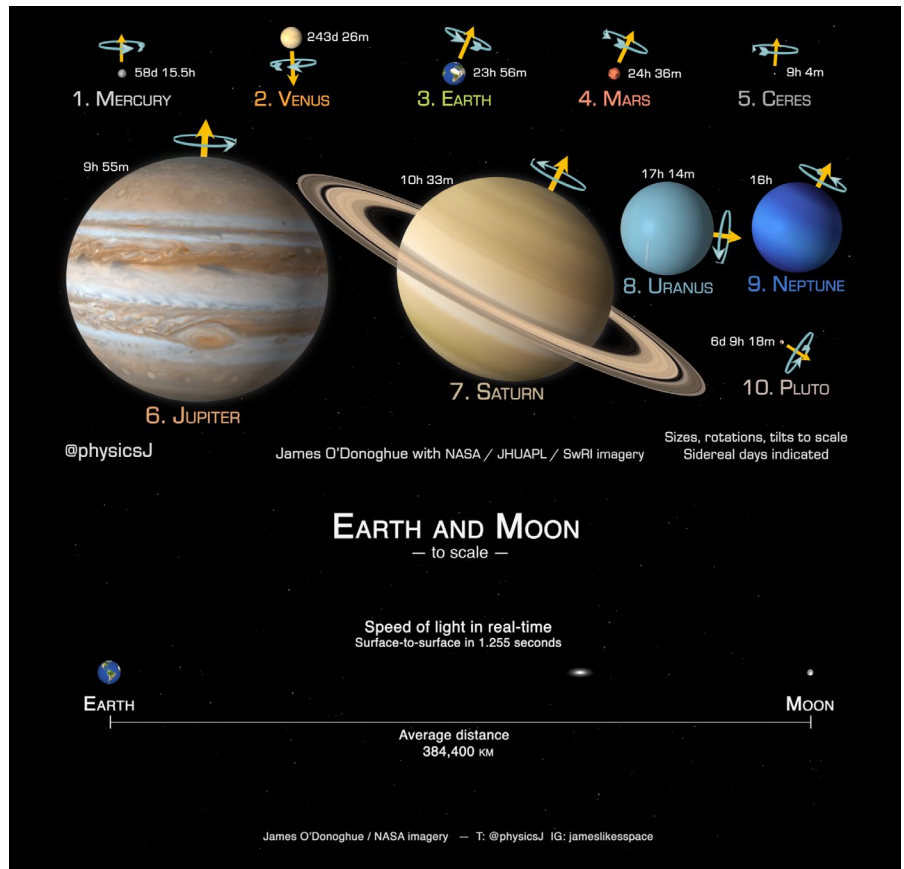 58d 15.5h
1. MERCURY
243d 26m
2. VENUS
23h 56m
3. EARTH
24h 36m
4. MARS
9h 4m
5. CERES
9h 55m
6. JUPITER
10h 33m
7. SATURN
17h 14m
8. URANUS
16h
9. NEPTUNE
6d 9h 18m
10. PLUTO
@physicsJ
James O'Donoghue with NASA / JHUAPL / SwRI imagery
Sizes, rotations, tilts to scale
Sidereal days indicated
EARTH AND MOON
— to scale —
Speed of light in real-time
Surface-to-surface in 1.255 seconds
EARTH
MOON
Average distance
384,400 KM
James O'Donoghue / NASA imagery — T: @physicsJ IG: jameslikesspace